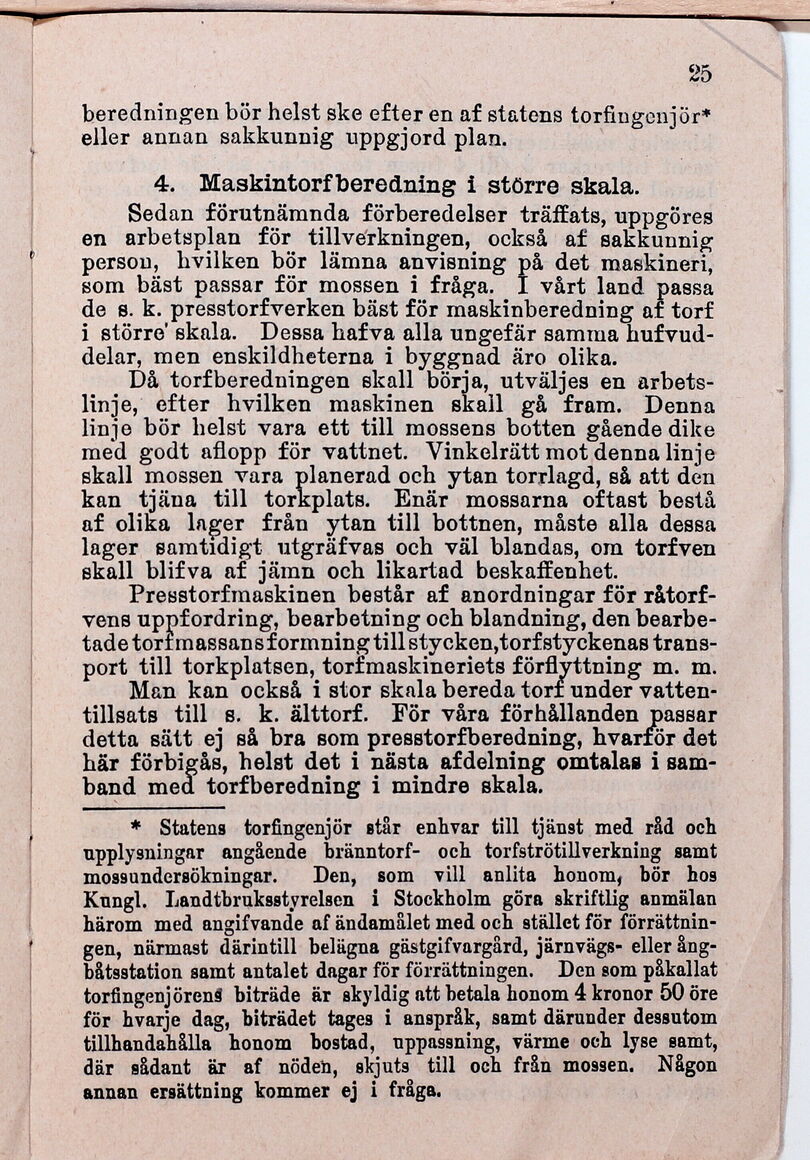 25
beredningen bör helst ske efter en af statens torfingenjör*
eller annan sakkunnig uppgjord plan.
4. Maskintorfberedning i större skala.
Sedan förutnämnda förberedelser träffats, uppgöres
en arbetsplan för tillverkningen, också af sakkunnig
person, hvilken bör lämna anvisning på det maskineri,
som bäst passar för mossen i fråga. I vårt land passa
de s. k. presstorfverken bäst för maskinberedning af torf
i större skala. Dessa hafva alla ungefär samma hufvud-
delar, men enskildheterna i byggnad äro olika.
Då torfberedningen skall börja, utväljes en arbets-
linje, efter hvilken maskinen skall gå fram. Denna
linje bör helst vara ett till mossens botten gående dike
med godt aflopp för vattnet. Vinkelrätt mot denna linje
skall mossen vara planerad och ytan torrlagd, så att den
kan tjäna till torkplats. Enär mossarna oftast bestå
af olika lager från ytan till bottnen, måste alla dessa
lager samtidigt utgräfvas och väl blandas, om torfven
skall blifva af jämn och likartad beskaffenhet.
Presstorfmaskinen består af anordningar för råtorf-
vens uppfordring, bearbetning och blandning, den bearbe-
tade torfmassans formning till stycken, torfstyckenas trans-
port till torkplatsen, torfmaskineriets förflyttning m. m.
Man kan också i stor skala bereda torf under vatten-
tillsats till s. k. älttorf. För våra förhållanden passar
detta sätt ej så bra som presstorfberedning, hvarför det
här förbigås, helst det i nästa afdelning omtalas i sam-
band med torfberedning i mindre skala.
* Statens torfingenjör står enhvar till tjänst med råd och
upplysningar angående bränntorf- och torfströtillverkning samt
mossundersökningar. Den, som vill anlita honom, bör hos
Kungl. Landtbruksstyrelsen i Stockholm göra skriftlig anmälan
härom med angifvande af ändamålet med och stället för förrättnin-
gen, närmast därintill belägna gästgifvargård, järnvägs- eller ång-
båtsstation samt antalet dagar för förrättningen. Den som påkallat
torfingenjörens biträde är skyldig att betala honom 4 kronor 50 öre
för hvarje dag, biträdet tages i anspråk, samt därunder dessutom
tillhandahålla honom bostad, uppassning, värme och lyse samt,
där sådant är af nöden, skjuts till och från mossen. Någon
annan ersättning kommer ej i fråga.